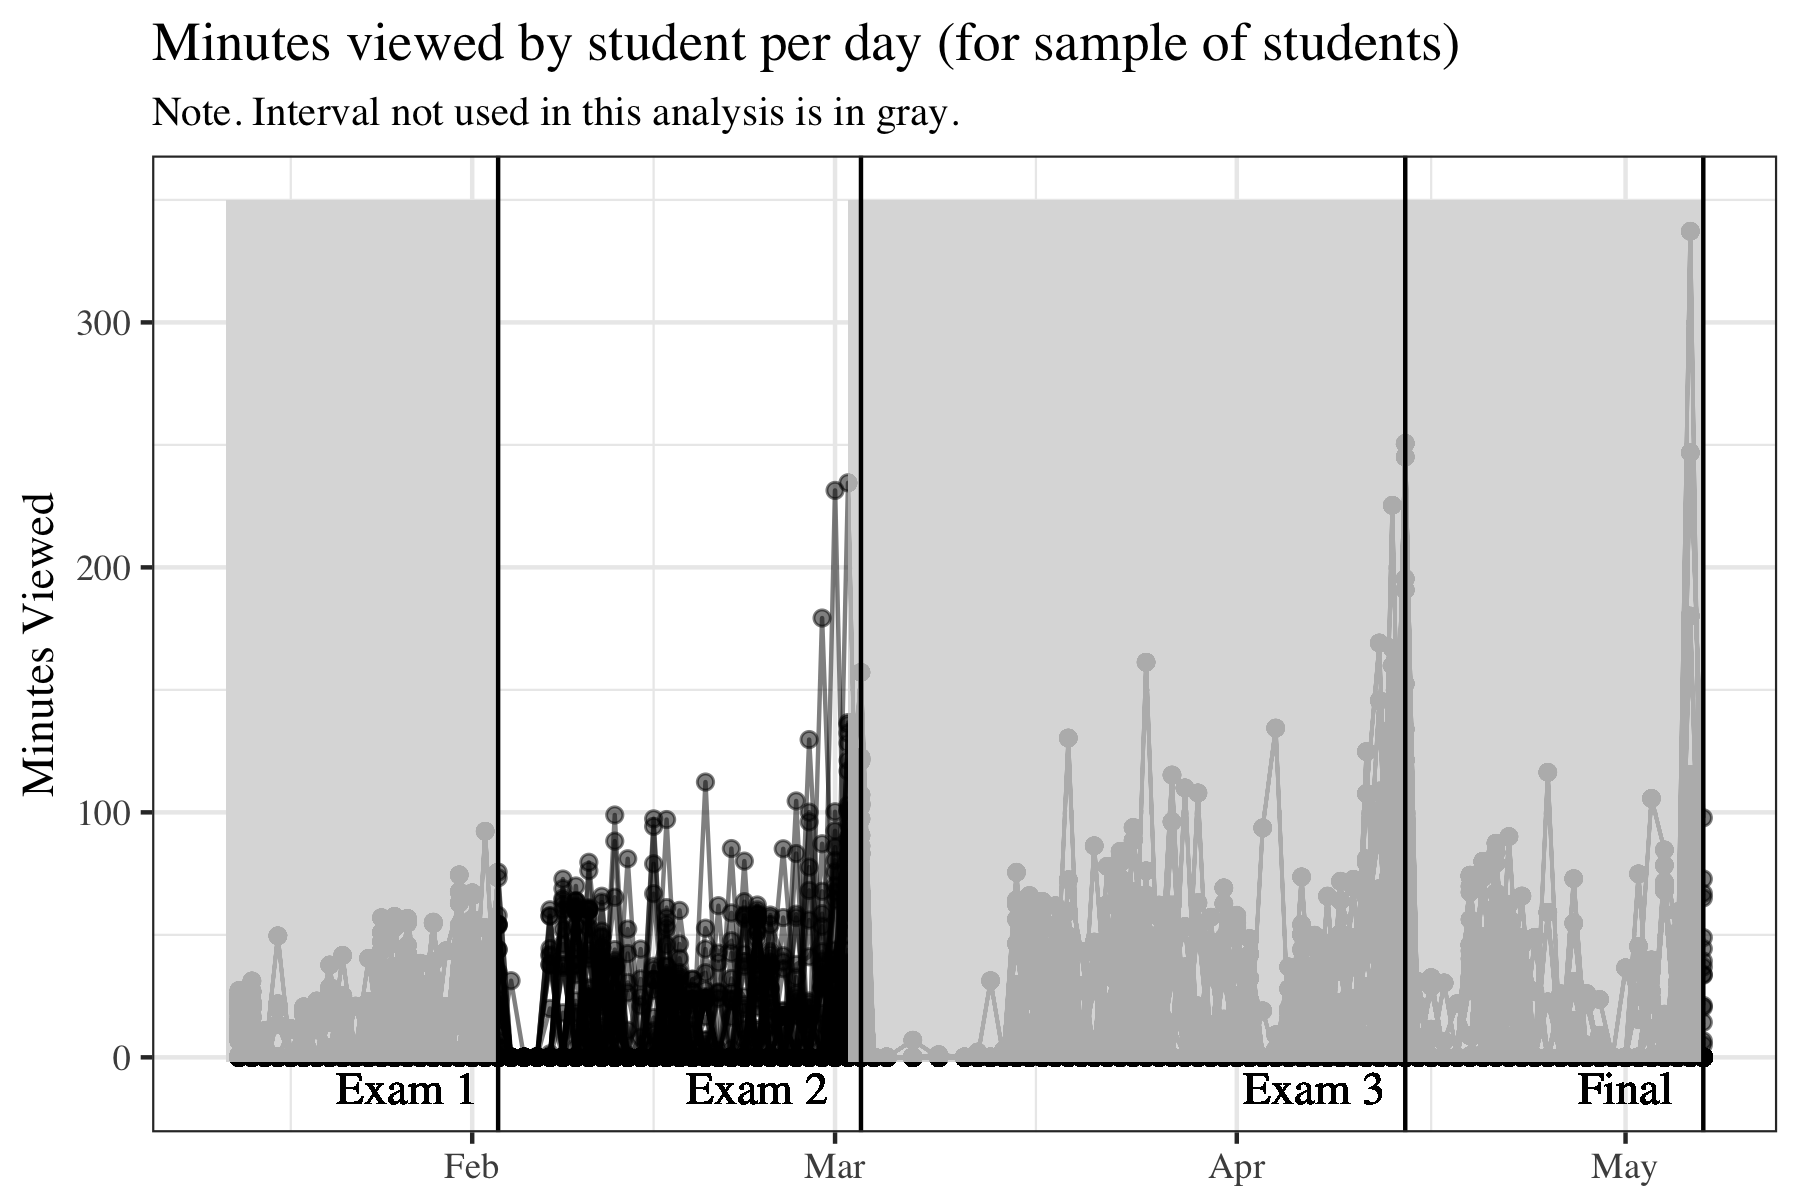 Minutes viewed by student per day (for sample of students)
Note. Interval not used in this analysis is in gray.
Minutes Viewed
300
200
100
0
Exam 1 Exam 2 Exam 3 Final
Feb Mar Apr May